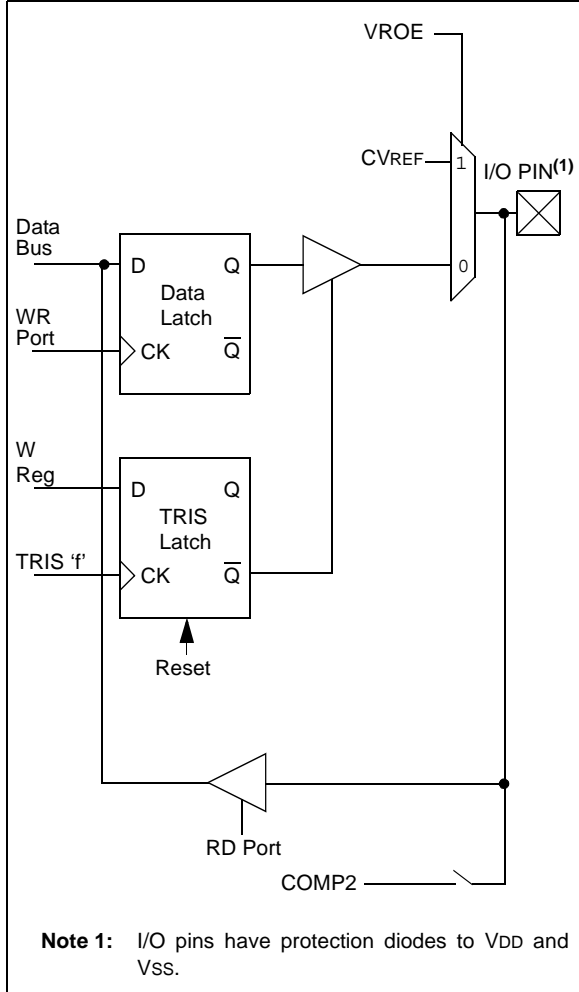 VROE
CVREF
1
I/O PIN(1)
0
Data
Bus
D
Q
Data
Latch
WR
Port
CK
Q̅
W
Reg
D
Q
TRIS
Latch
TRIS ‘f’
CK
Q̅
Reset
RD Port
COMP2
Note 1: I/O pins have protection diodes to VDD and
VSS.